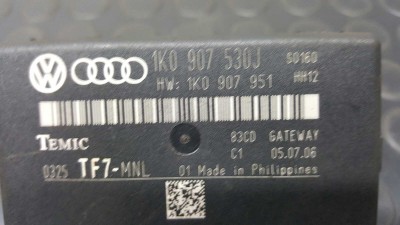 1K0 907 530J S0160
HW: 1K0 907 951 HH12
TEMIC 83CD GATEWAY
C1 05.07.06
0325 TF7-MNL 01 Made in Philippines